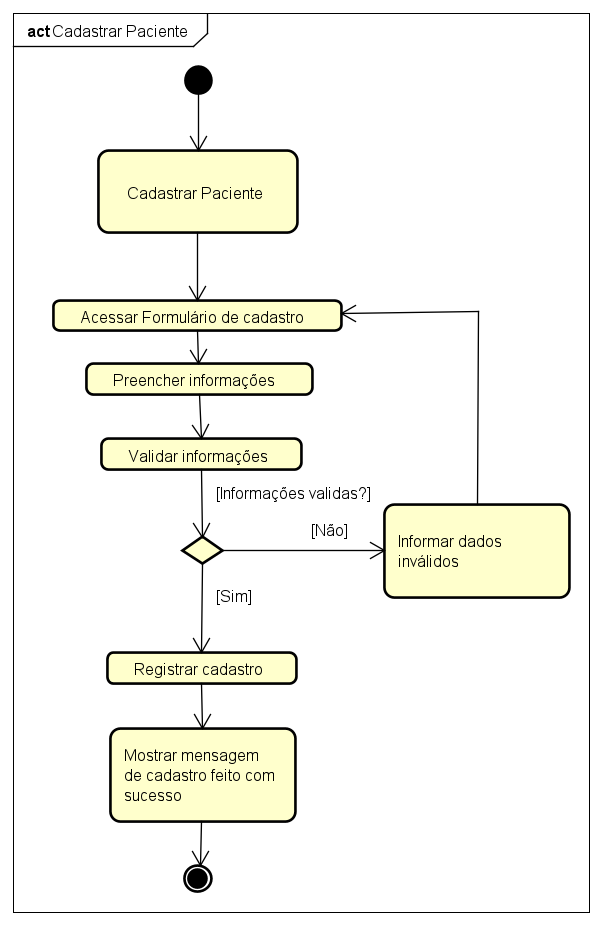 act Cadastrar Paciente
Cadastrar Paciente
Acessar Formulário de cadastro
Preencher informações
Validar informações
[Informações validas?]
[Não]
Informar dados
inválidos
[Sim]
Registrar cadastro
Mostrar mensagem
de cadastro feito com
sucesso